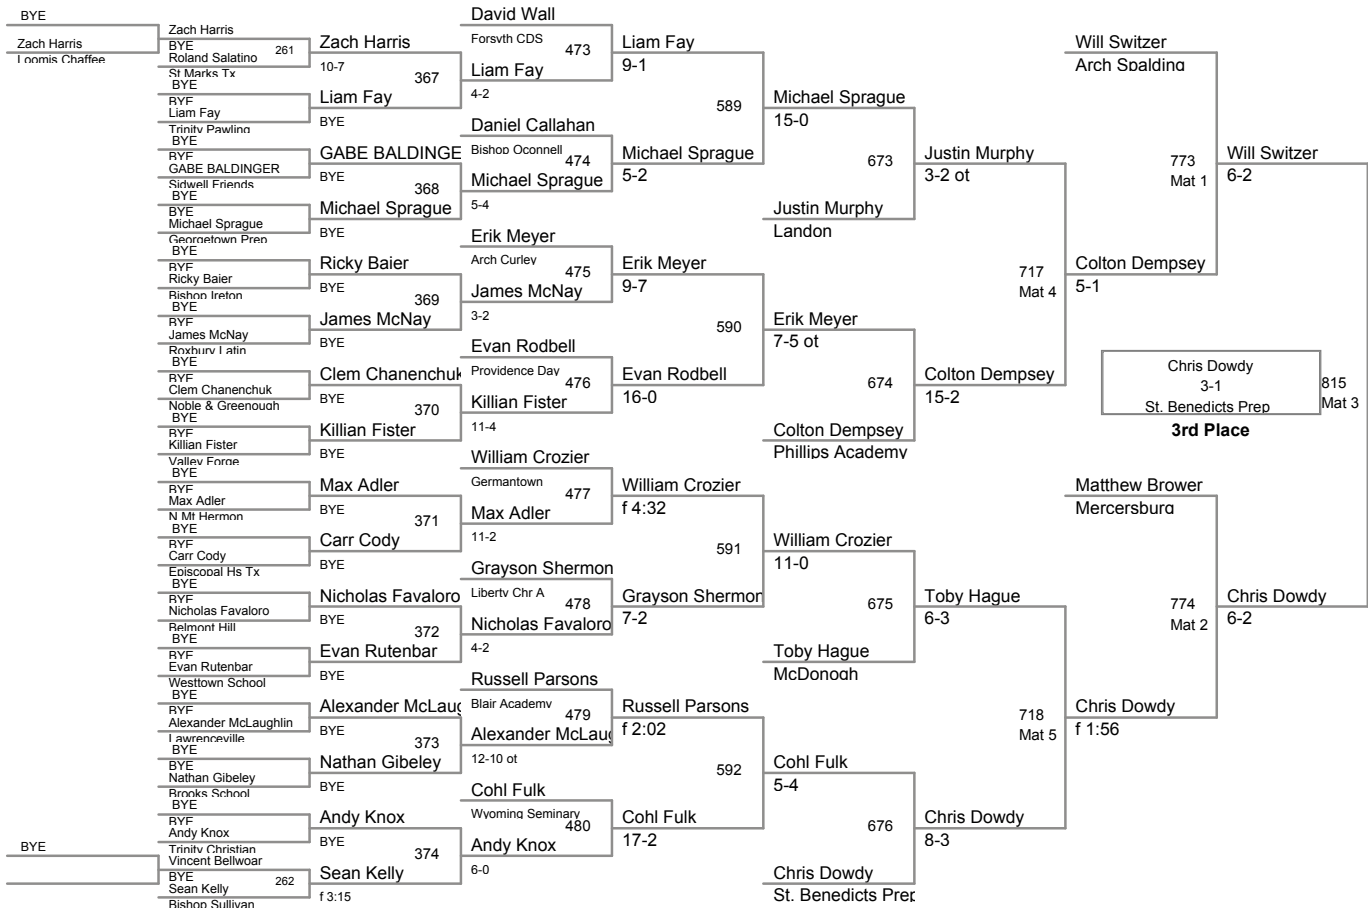 BYE
Zach Harris
Loomis Chaffee
BYE
Zach Harris
BYE
261
Roland Salatino
St Marks Tx
BYE
BYE
Liam Fay
Trinity Pawling
BYE
BYE
GABE BALDINGER
Sidwell Friends
BYE
BYE
Michael Sprague
Georgetown Prep
BYE
BYE
Ricky Baier
Bishop Ireton
BYE
BYE
James McNay
Roxbury Latin
BYE
BYE
Clem Chanenchuk
Noble & Greenough
BYE
BYE
Killian Fister
Valley Forge
BYE
BYE
Max Adler
N Mt Hermon
BYE
BYE
Carr Cody
Episcopal Hs Tx
BYE
BYE
Nicholas Favaloro
Belmont Hill
BYE
BYE
Evan Rutenbar
Westtown School
BYE
BYE
Alexander McLaughlin
Lawrenceville
BYE
BYE
Nathan Gibeley
Brooks School
BYE
BYE
Andy Knox
Trinity Christian
Vincent Bellwoar
BYE
262
Sean Kelly
Bishop Sullivan
Zach Harris
10-7
367
Liam Fay
BYE
GABE BALDINGE
BYE
368
Michael Sprague
BYE
Ricky Baier
BYE
369
James McNay
BYE
Clem Chanenchuk
BYE
370
Killian Fister
BYE
Max Adler
BYE
371
Carr Cody
BYE
Nicholas Favaloro
BYE
372
Evan Rutenbar
BYE
Alexander McLaug
BYE
373
Nathan Gibeley
BYE
Andy Knox
BYE
374
Sean Kelly
f 3:15
David Wall
Forsyth CDS
473
Liam Fay
4-2
Daniel Callahan
Bishop Oconnell
474
Michael Sprague
5-4
Erik Meyer
Arch Curley
475
James McNay
3-2
Evan Rodbell
Providence Day
476
Killian Fister
11-4
William Crozier
Germantown
477
Max Adler
11-2
Grayson Shermon
Liberty Chr A
478
Nicholas Favaloro
4-2
Russell Parsons
Blair Academy
479
Alexander McLaug
12-10 ot
Cohl Fulk
Wyoming Seminary
480
Andy Knox
6-0
Liam Fay
9-1
589
Michael Sprague
5-2
Erik Meyer
9-7
590
Evan Rodbell
16-0
William Crozier
f 4:32
591
Grayson Shermon
7-2
Russell Parsons
f 2:02
592
Cohl Fulk
17-2
Michael Sprague
15-0
673
Justin Murphy
Landon
Erik Meyer
7-5 ot
674
Colton Dempsey
Phillips Academy
William Crozier
11-0
675
Toby Hague
McDonogh
Cohl Fulk
5-4
676
Chris Dowdy
St. Benedicts Prep
Justin Murphy
3-2 ot
717
Mat 4
Colton Dempsey
15-2
Toby Hague
6-3
718
Mat 5
Chris Dowdy
8-3
Will Switzer
Arch Spalding
773
Mat 1
Colton Dempsey
5-1
Matthew Brower
Mercersburg
774
Mat 2
Chris Dowdy
f 1:56
Will Switzer
6-2
Chris Dowdy
6-2
Chris Dowdy
3-1
St. Benedicts Prep
815
Mat 3
3rd Place